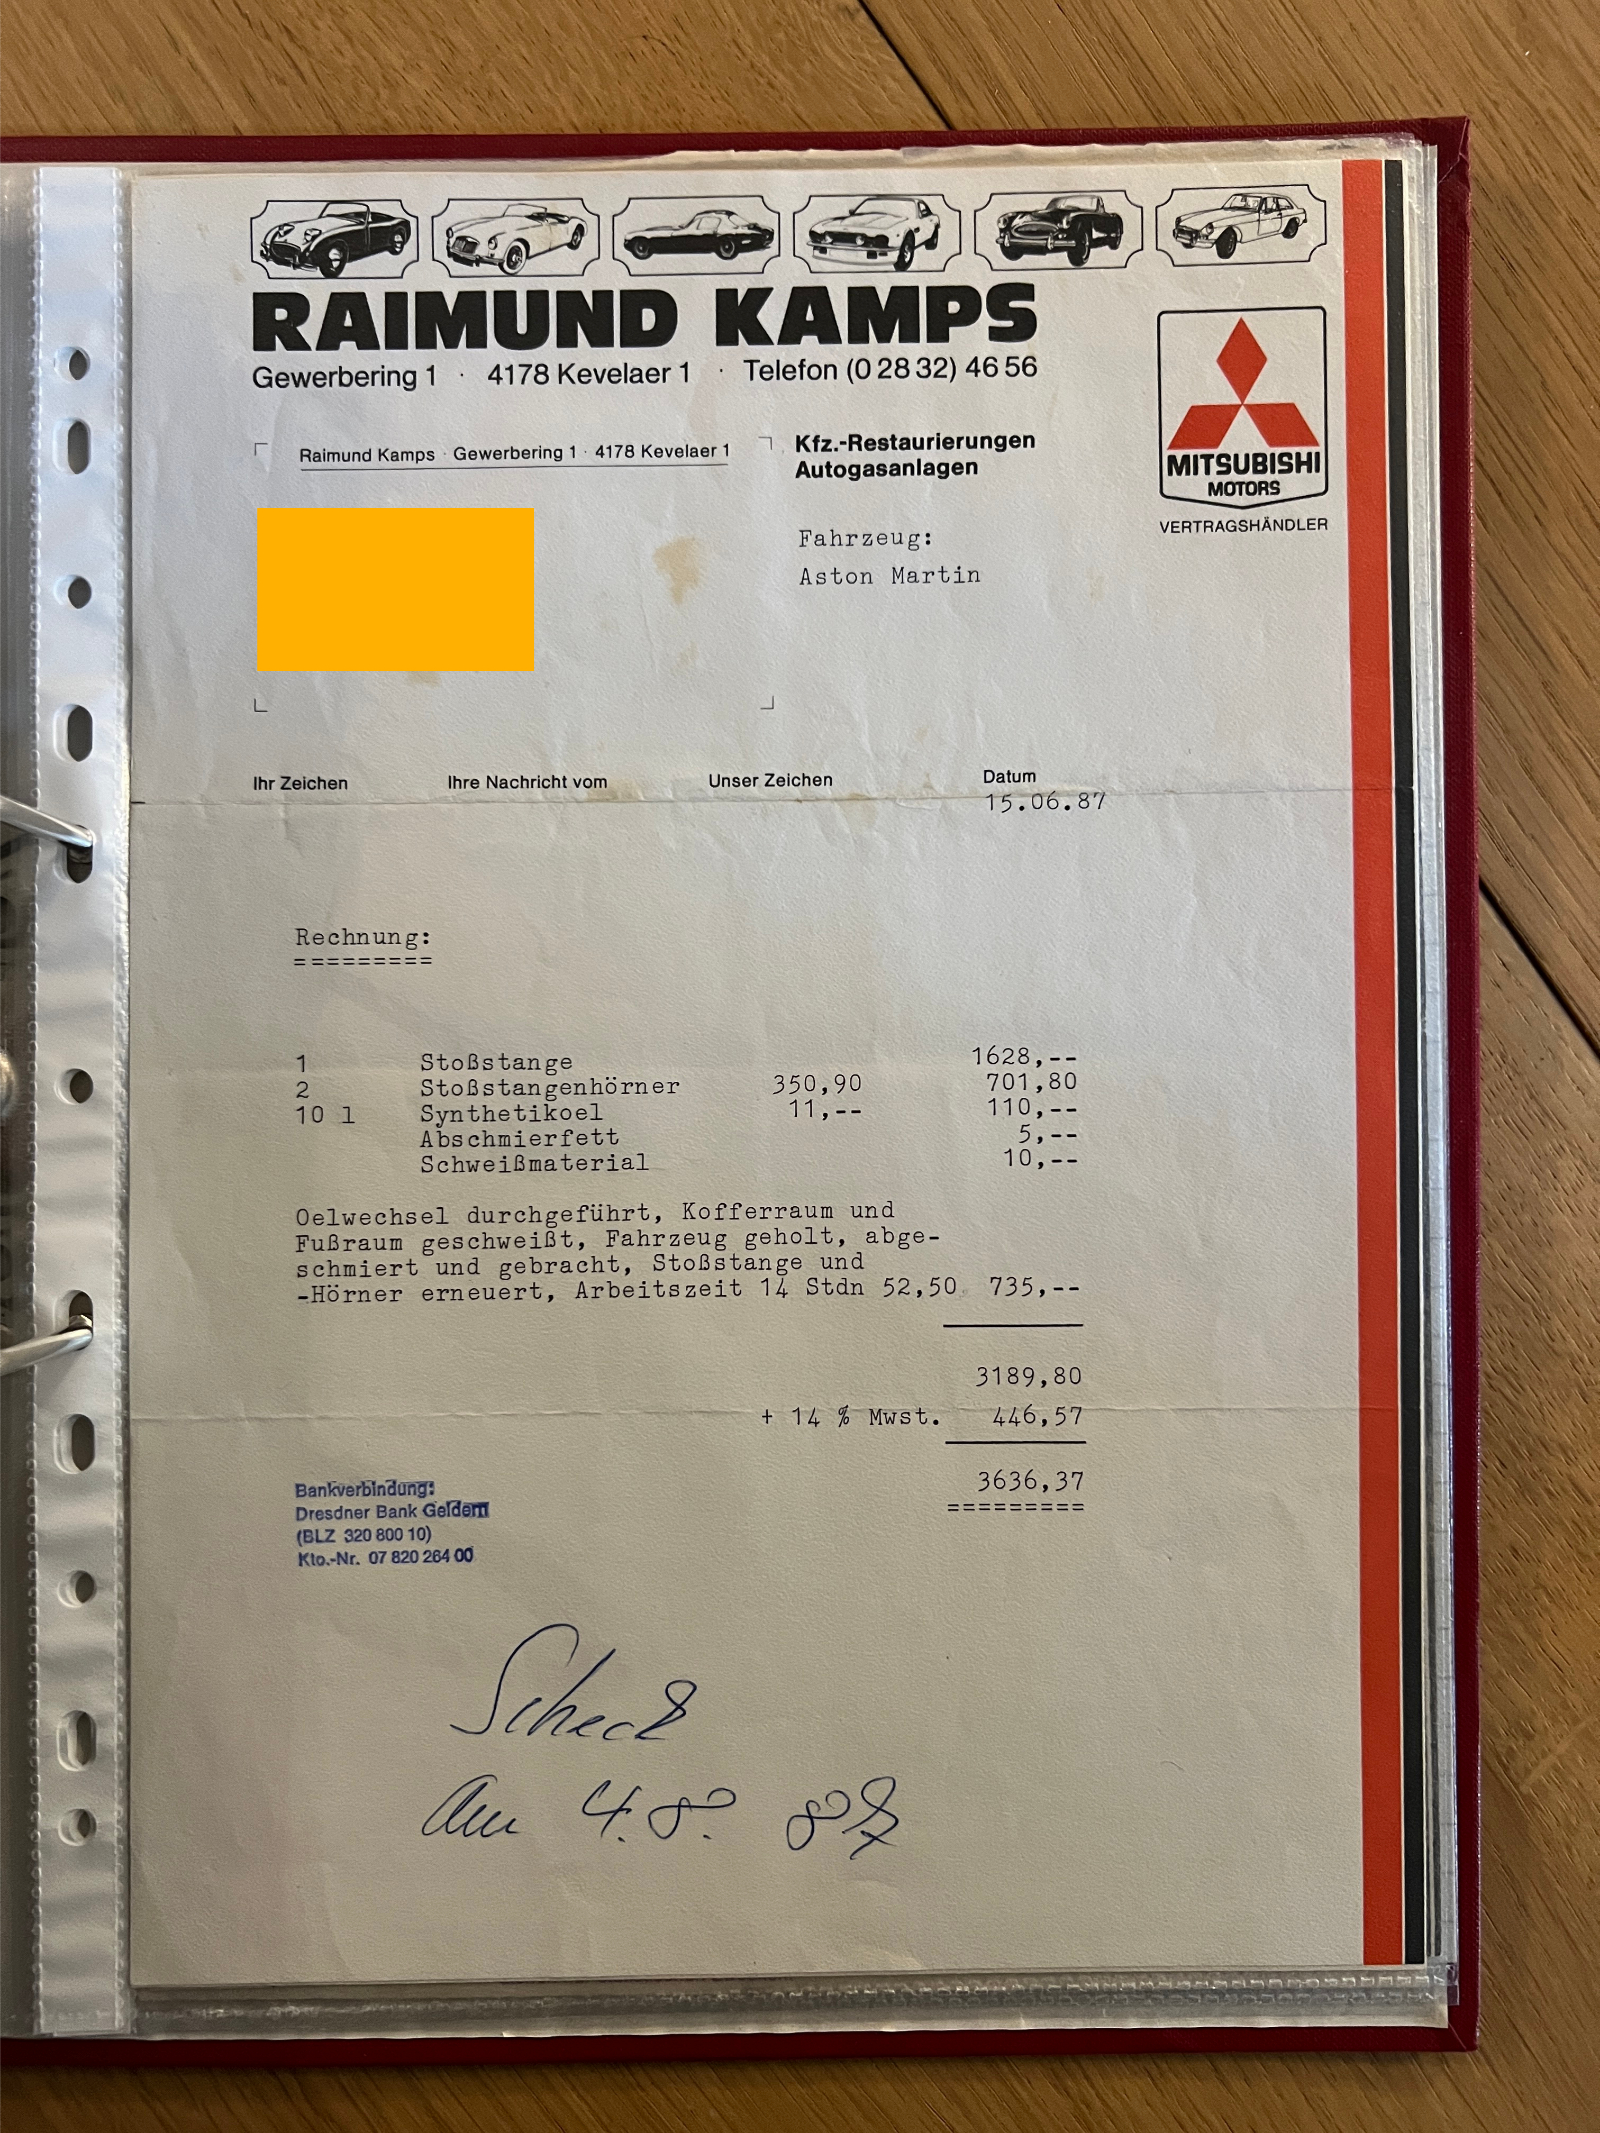 RAIMUND KAMPS
Gewerbering 1 · 4178 Kevelaer 1 · Telefon (0 28 32) 46 56
Raimund Kamps · Gewerbering 1 · 4178 Kevelaer 1
Kfz.-Restaurierungen
Autogasanlagen
MITSUBISHI
MOTORS
VERTRAGSHÄNDLER
Fahrzeug:
Aston Martin
Ihr Zeichen Ihre Nachricht vom Unser Zeichen Datum
15.06.87
Rechnung:
=========
1 Stoßstange 1628,--
2 Stoßstangenhörner 350,90 701,80
10 l Synthetikoel 11,-- 110,--
Abschmierfett 5,--
Schweißmaterial 10,--
Oelwechsel durchgeführt, Kofferraum und
Fußraum geschweißt, Fahrzeug geholt, abge-
schmiert und gebracht, Stoßstange und
-Hörner erneuert, Arbeitszeit 14 Stdn 52,50 735,--
3189,80
+ 14 % Mwst. 446,57
3636,37
=========
Bankverbindung:
Dresdner Bank Geldern
(BLZ 320 800 10)
Kto.-Nr. 07 820 264 00
Scheck
am 4.8. 87